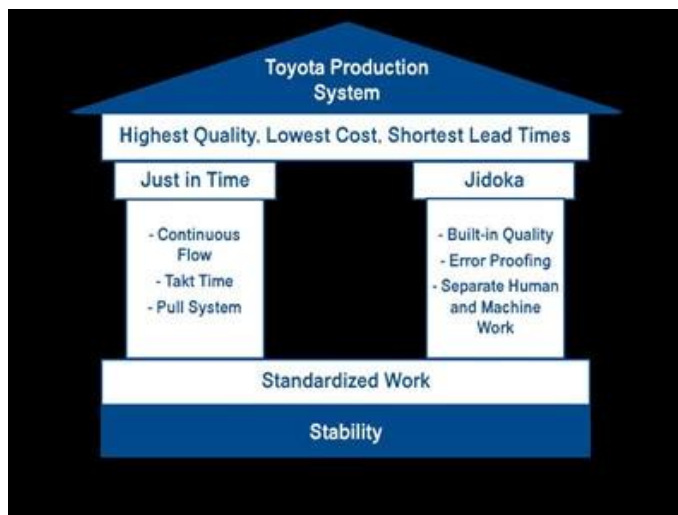 Toyota Production
System
Highest Quality, Lowest Cost, Shortest Lead Times
Just in Time
- Continuous
Flow
- Takt Time
- Pull System
Jidoka
- Built-in Quality
- Error Proofing
- Separate Human
and Machine
Work
Standardized Work
Stability